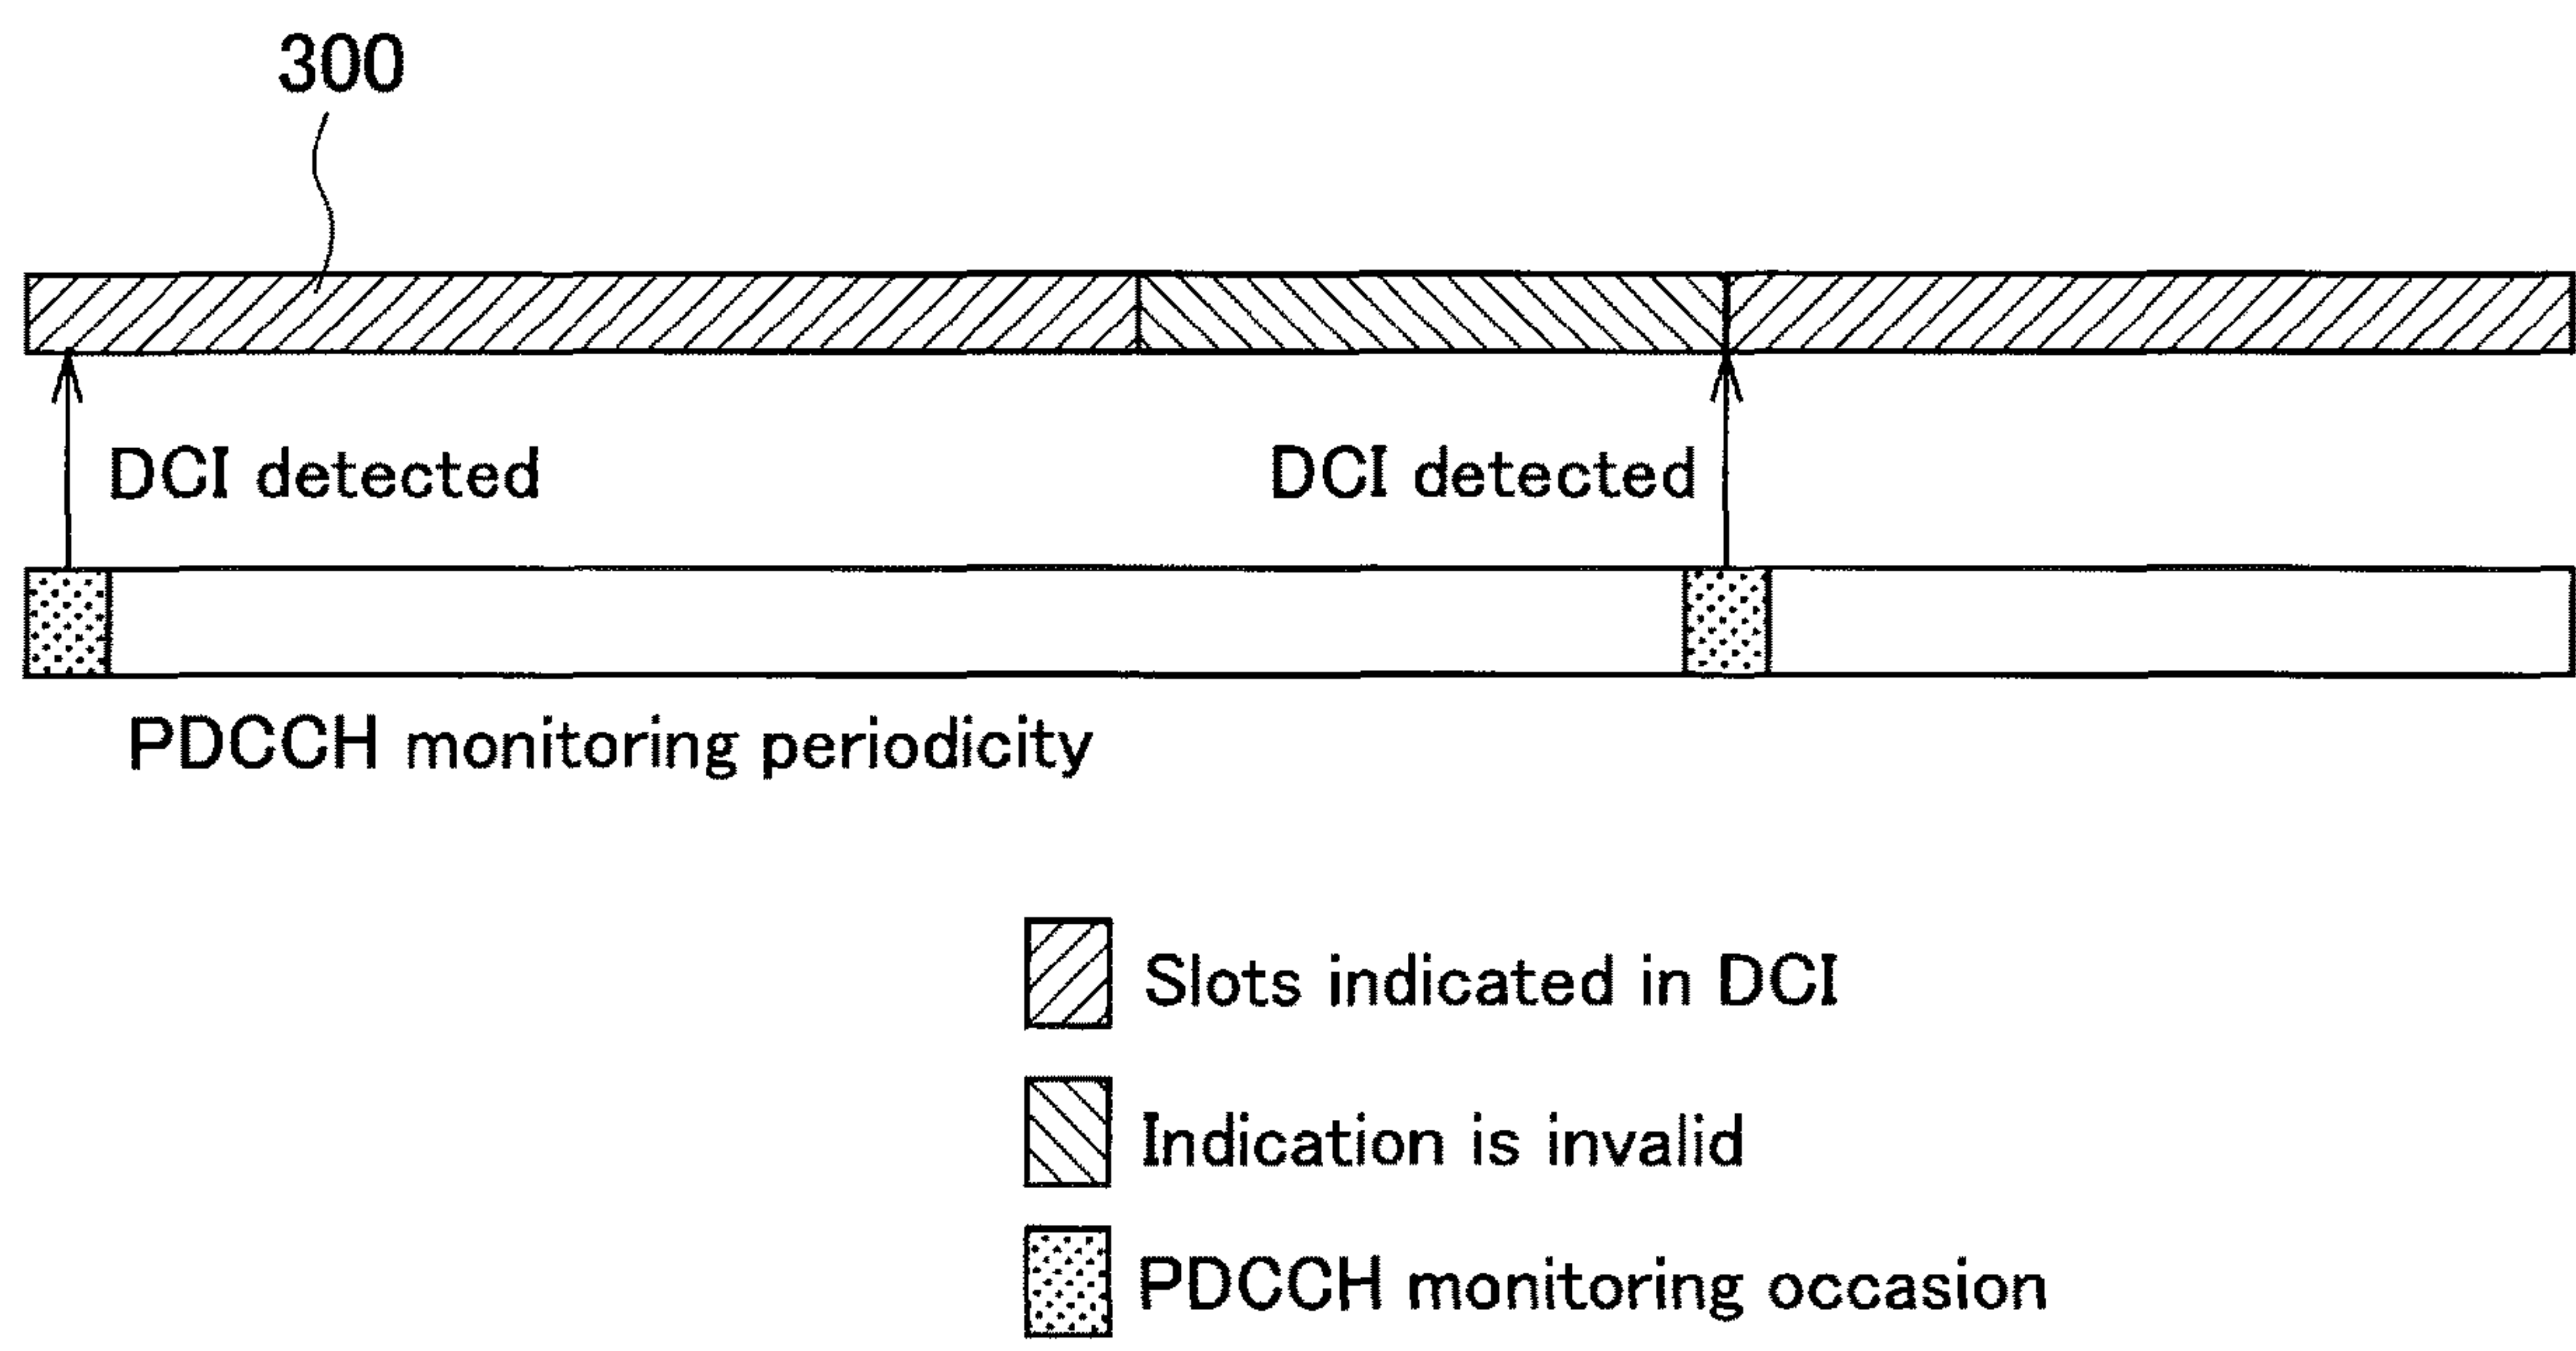 300
DCI detected
DCI detected
PDCCH monitoring periodicity
Slots indicated in DCI
Indication is invalid
PDCCH monitoring occasion